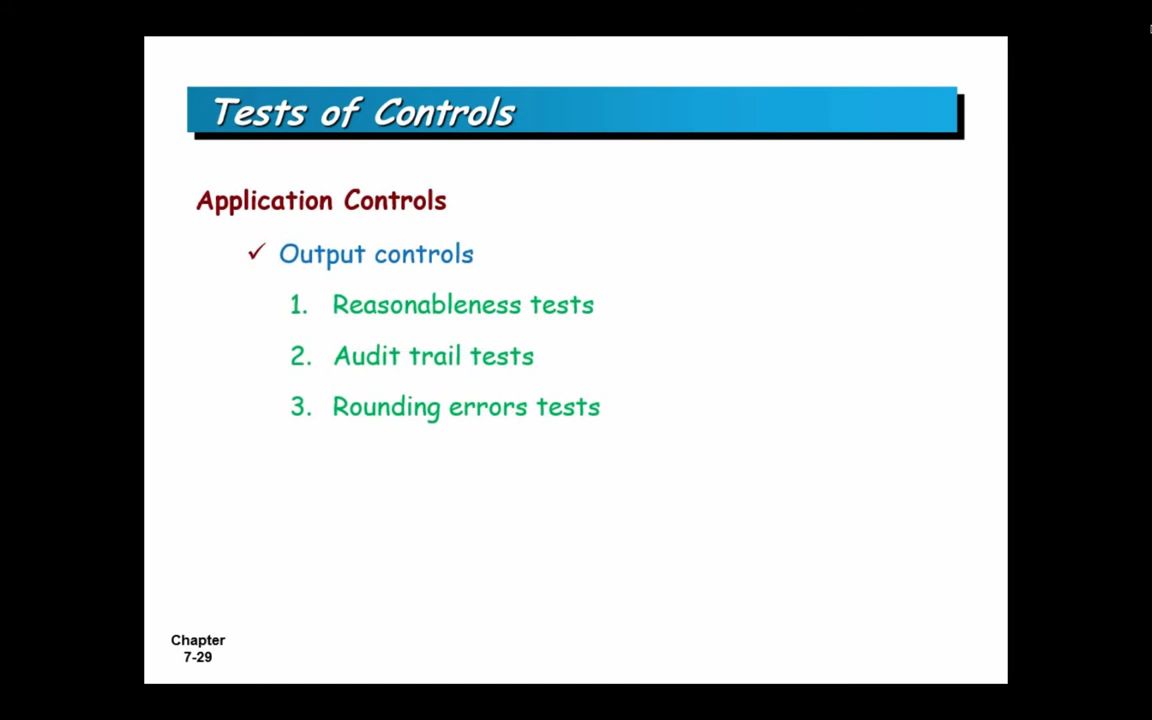 Tests of Controls
Application Controls
✓ Output controls
1. Reasonableness tests
2. Audit trail tests
3. Rounding errors tests
Chapter
7-29